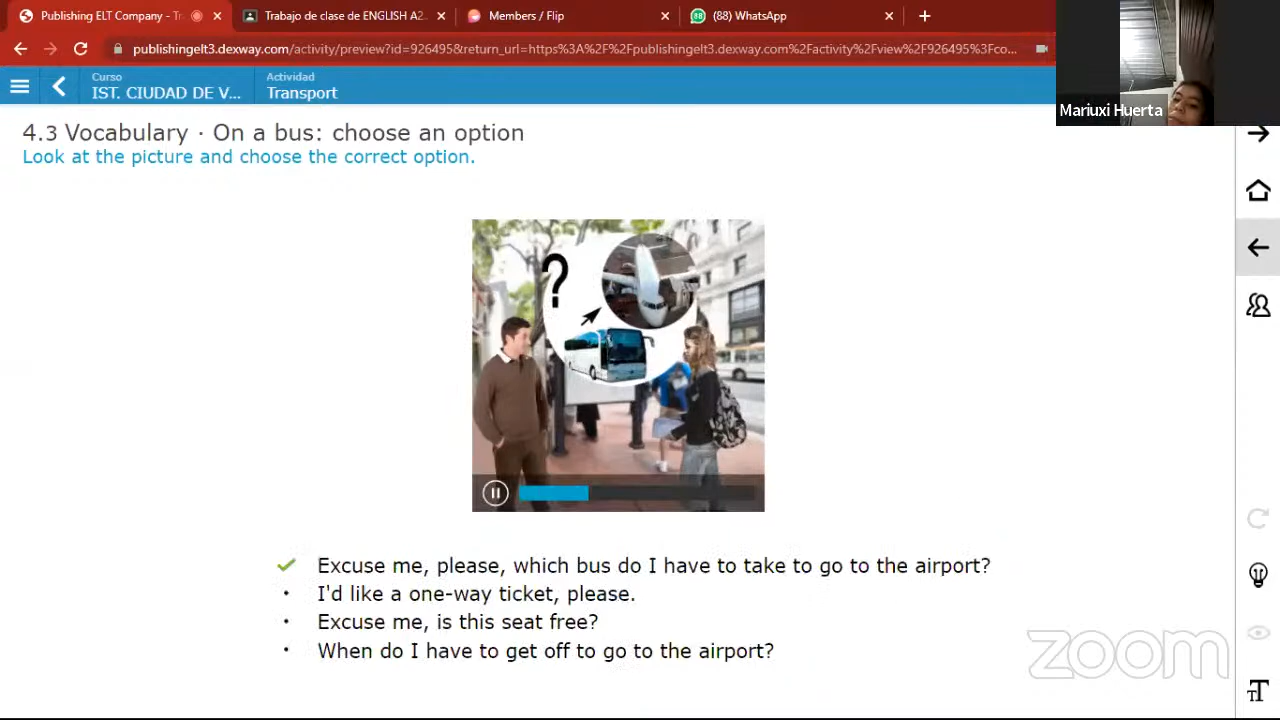 Publishing ELT Company - Tr
Trabajo de clase de ENGLISH A2
Members / Flip
(88) WhatsApp
publishingelt3.dexway.com/activity/preview?id=926495&return_url=https%3A%2F%2Fpublishingelt3.dexway.com%2Factivity%2Fview%2F926495%3Fco...
Curso
IST. CIUDAD DE V...
Actividad
Transport
Mariuxi Huerta
4.3 Vocabulary · On a bus: choose an option
Look at the picture and choose the correct option.
?
Excuse me, please, which bus do I have to take to go to the airport?
I'd like a one-way ticket, please.
Excuse me, is this seat free?
When do I have to get off to go to the airport?
zoom